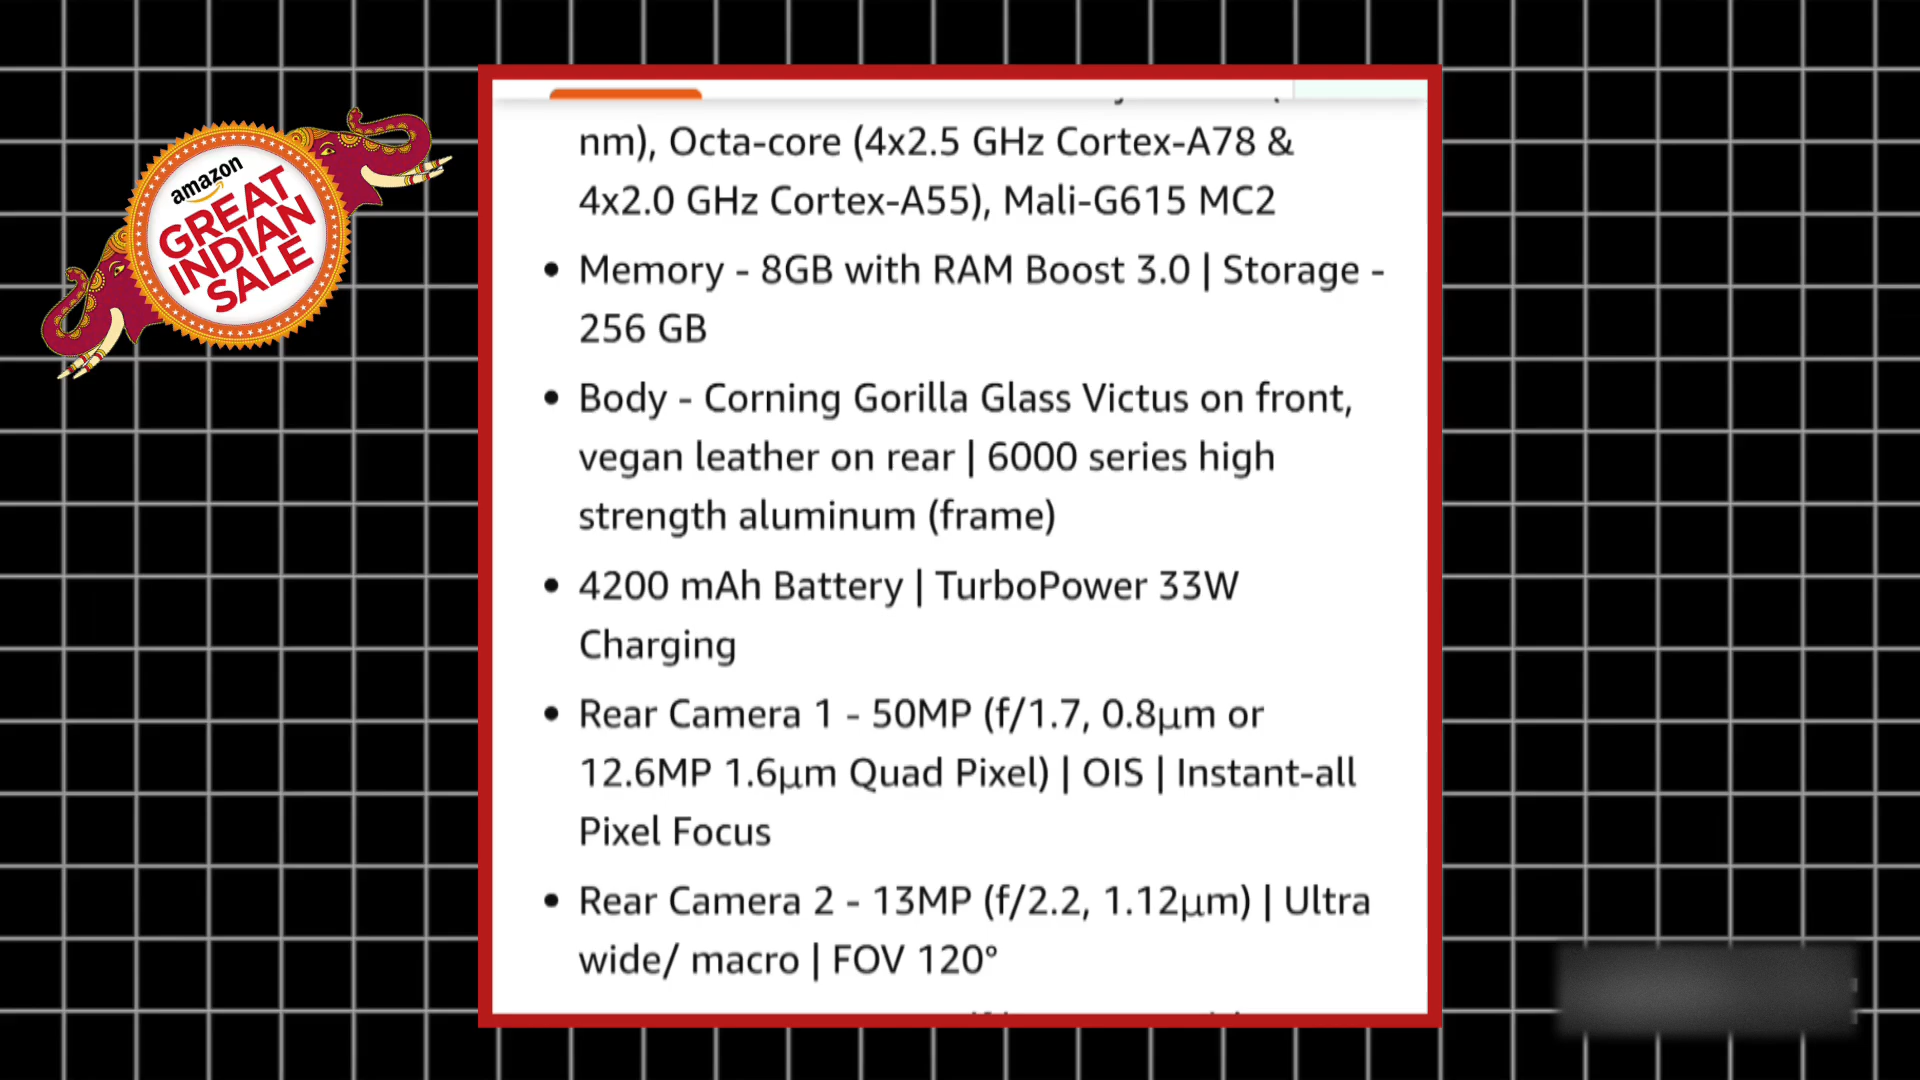 amazon
GREAT
INDIAN
SALE
nm), Octa-core (4x2.5 GHz Cortex-A78 &
4x2.0 GHz Cortex-A55), Mali-G615 MC2
• Memory - 8GB with RAM Boost 3.0 | Storage -
256 GB
• Body - Corning Gorilla Glass Victus on front,
vegan leather on rear | 6000 series high
strength aluminum (frame)
• 4200 mAh Battery | TurboPower 33W
Charging
• Rear Camera 1 - 50MP (f/1.7, 0.8µm or
12.6MP 1.6µm Quad Pixel) | OIS | Instant-all
Pixel Focus
• Rear Camera 2 - 13MP (f/2.2, 1.12µm) | Ultra
wide/ macro | FOV 120°